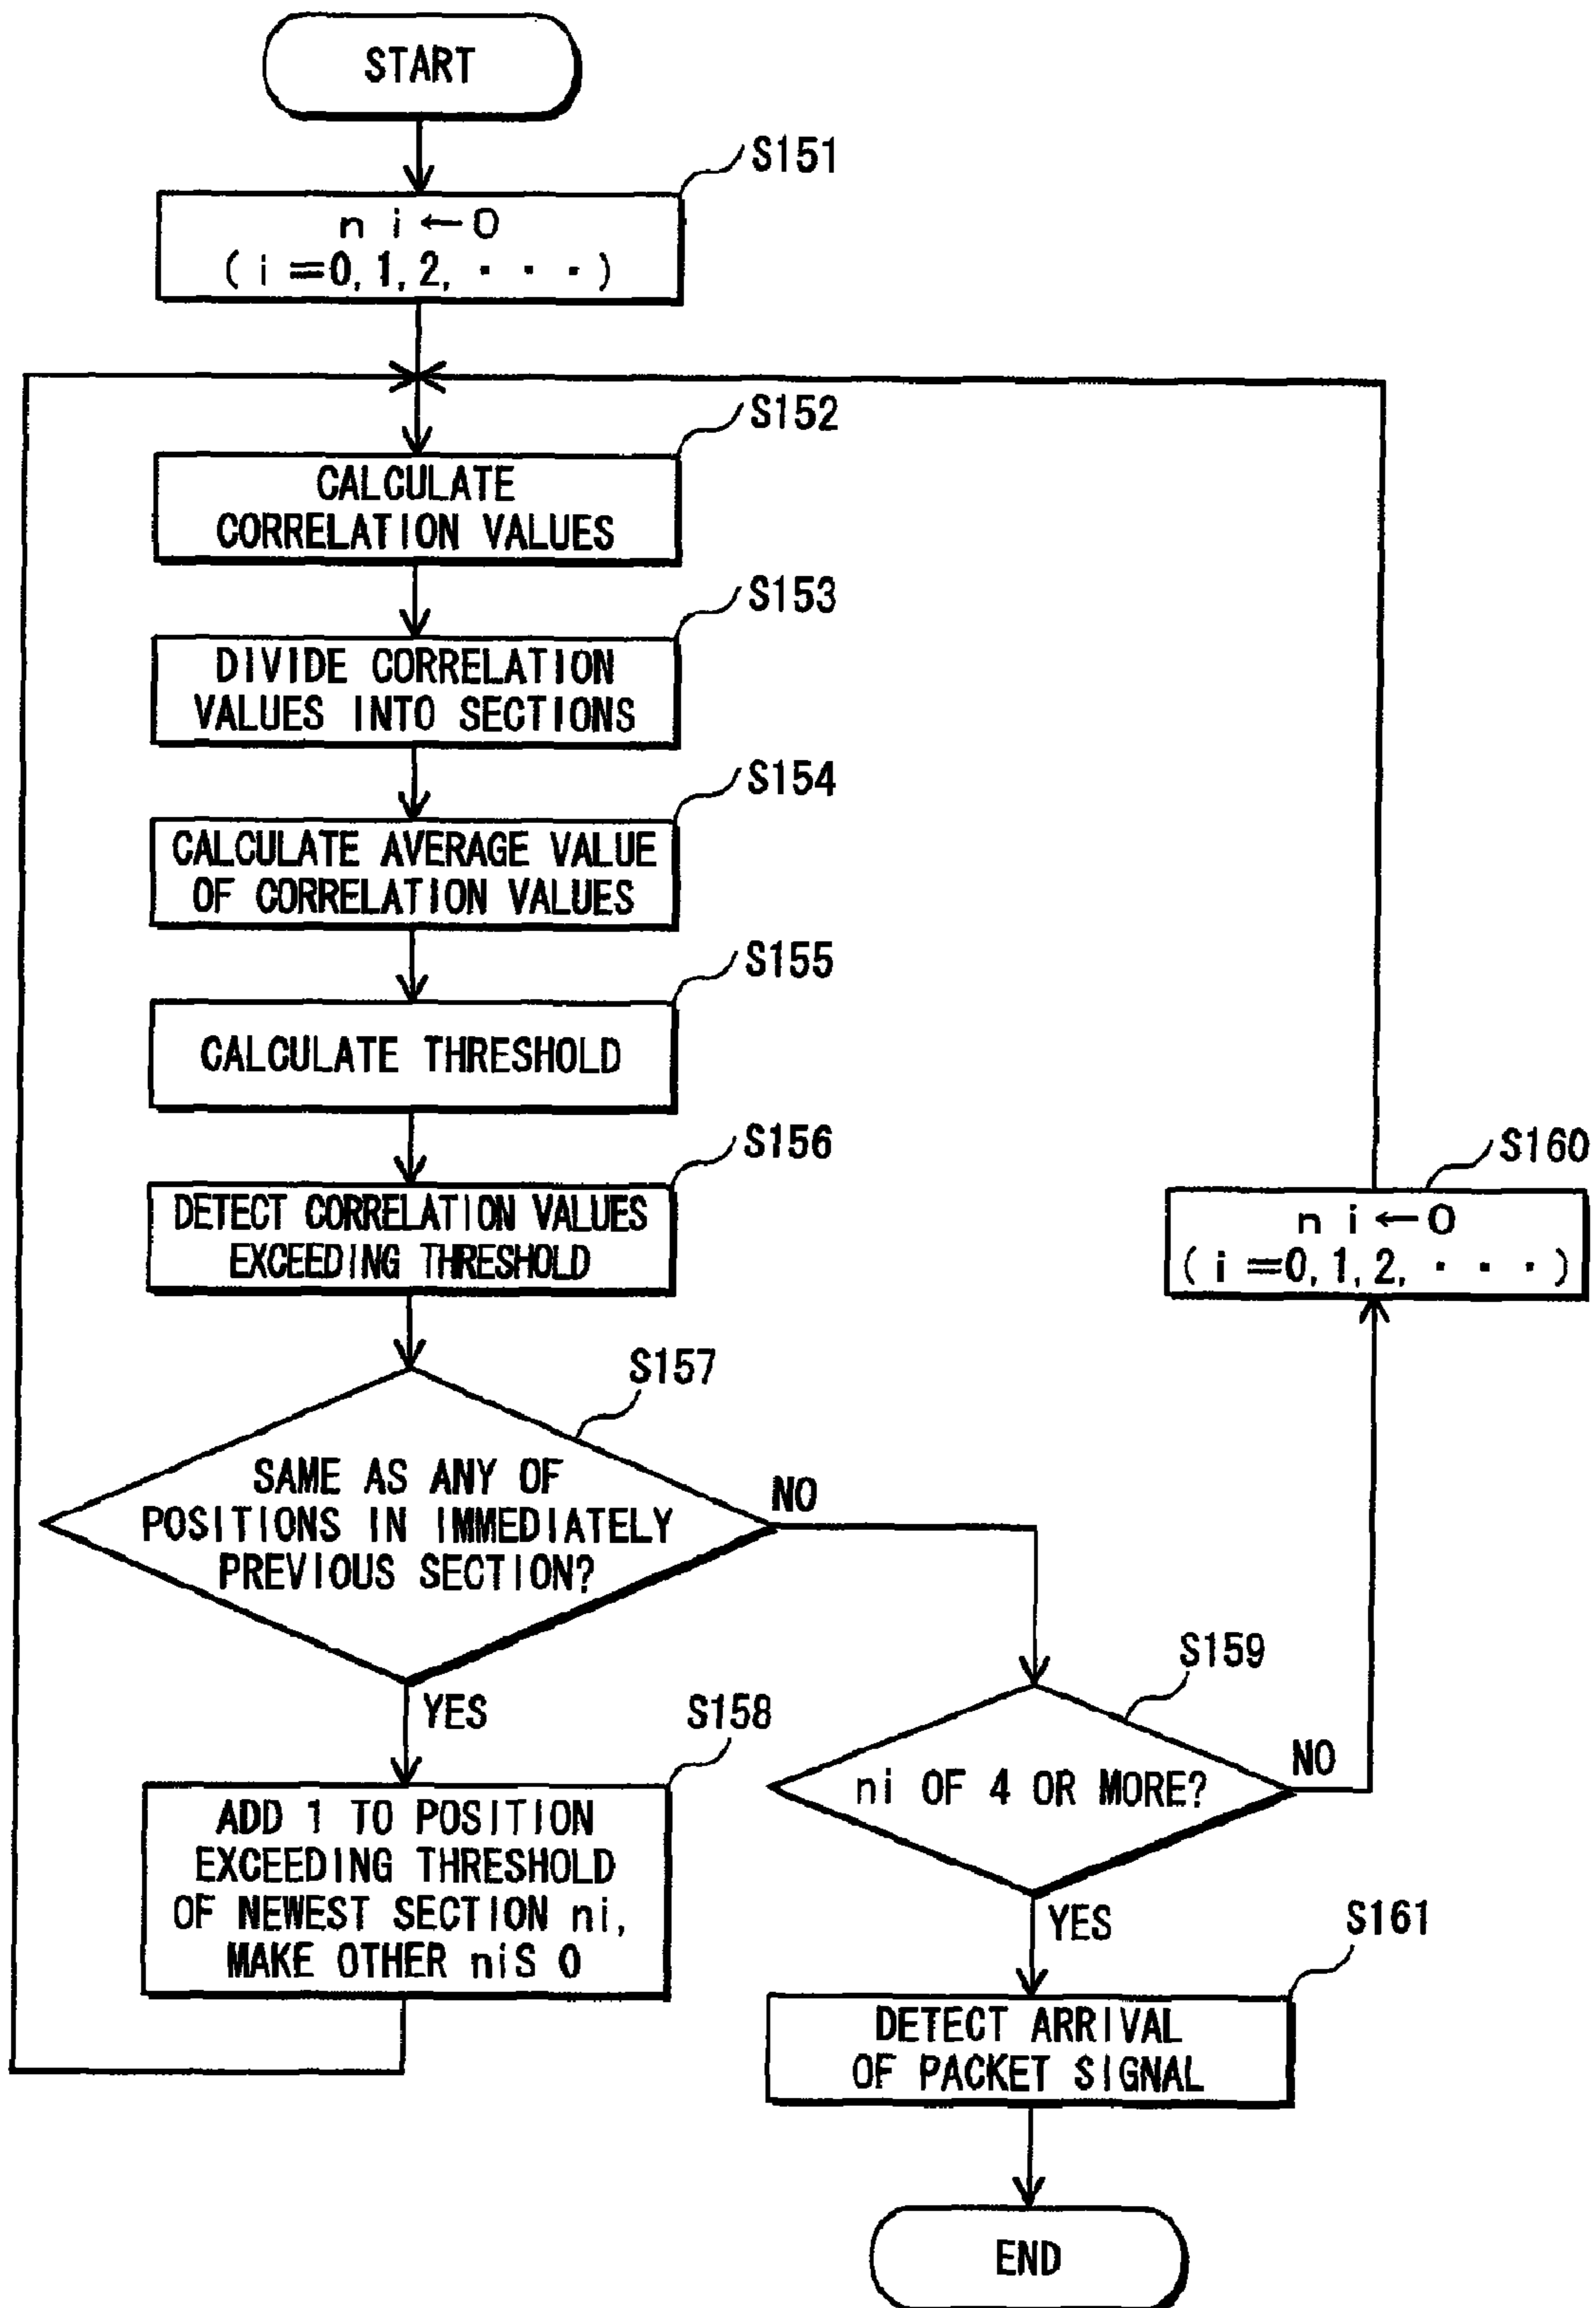 START
S151
n i ← 0
( i =0, 1, 2, · · · )
S152
CALCULATE
CORRELATION VALUES
S153
DIVIDE CORRELATION
VALUES INTO SECTIONS
S154
CALCULATE AVERAGE VALUE
OF CORRELATION VALUES
S155
CALCULATE THRESHOLD
S156
DETECT CORRELATION VALUES
EXCEEDING THRESHOLD
S157
SAME AS ANY OF
POSITIONS IN IMMEDIATELY
PREVIOUS SECTION?
NO
YES
S158
ADD 1 TO POSITION
EXCEEDING THRESHOLD
OF NEWEST SECTION ni,
MAKE OTHER niS 0
S159
ni OF 4 OR MORE?
NO
YES
S160
n i ← 0
( i =0, 1, 2, · · · )
S161
DETECT ARRIVAL
OF PACKET SIGNAL
END